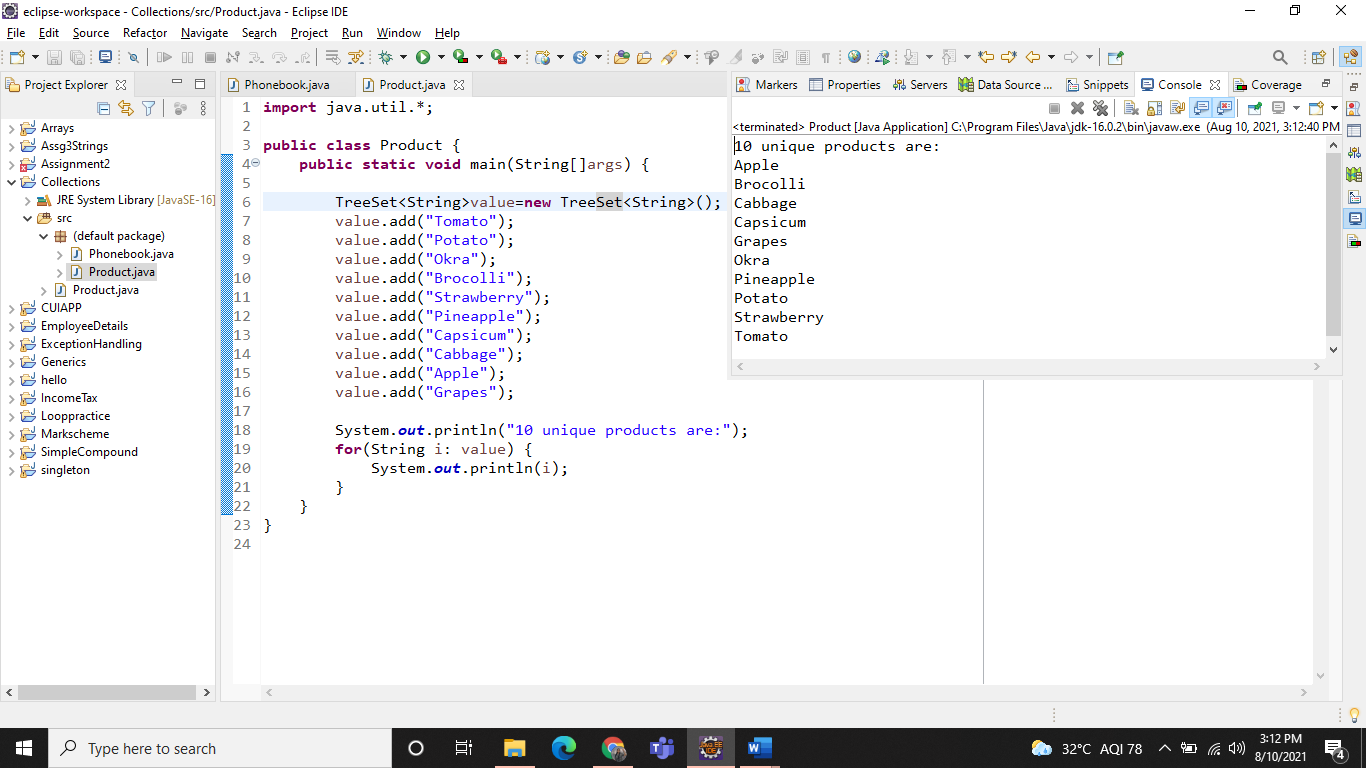 eclipse-workspace - Collections/src/Product.java - Eclipse IDE
File Edit Source Refactor Navigate Search Project Run Window Help
Project Explorer
Arrays
Assg3Strings
Assignment2
Collections
JRE System Library [JavaSE-16]
src
(default package)
Phonebook.java
Product.java
Product.java
CUIAPP
EmployeeDetails
ExceptionHandling
Generics
hello
IncomeTax
Looppractice
Markscheme
SimpleCompound
singleton
Phonebook.java Product.java
1 import java.util.*;
2
3 public class Product {
4 public static void main(String[]args) {
5
6 TreeSet<String>value=new TreeSet<String>();
7 value.add("Tomato");
8 value.add("Potato");
9 value.add("Okra");
10 value.add("Brocolli");
11 value.add("Strawberry");
12 value.add("Pineapple");
13 value.add("Capsicum");
14 value.add("Cabbage");
15 value.add("Apple");
16 value.add("Grapes");
17
18 System.out.println("10 unique products are:");
19 for(String i: value) {
20 System.out.println(i);
21 }
22 }
23 }
24
Markers Properties Servers Data Source ... Snippets Console Coverage
<terminated> Product [Java Application] C:\Program Files\Java\jdk-16.0.2\bin\javaw.exe (Aug 10, 2021, 3:12:40 PM
10 unique products are:
Apple
Brocolli
Cabbage
Capsicum
Grapes
Okra
Pineapple
Potato
Strawberry
Tomato
Type here to search
JAVA EE
IDE
32°C AQI 78
3:12 PM
8/10/2021
4